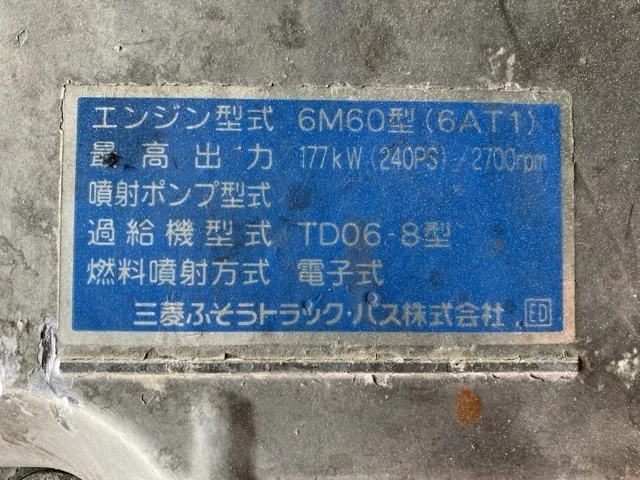 エンジン型式 6M60型(6AT1)
最高出力 177kW(240PS)/2700rpm
噴射ポンプ型式
過給機型式 TD06-8型
燃料噴射方式 電子式
三菱ふそうトラック・バス株式会社 ED